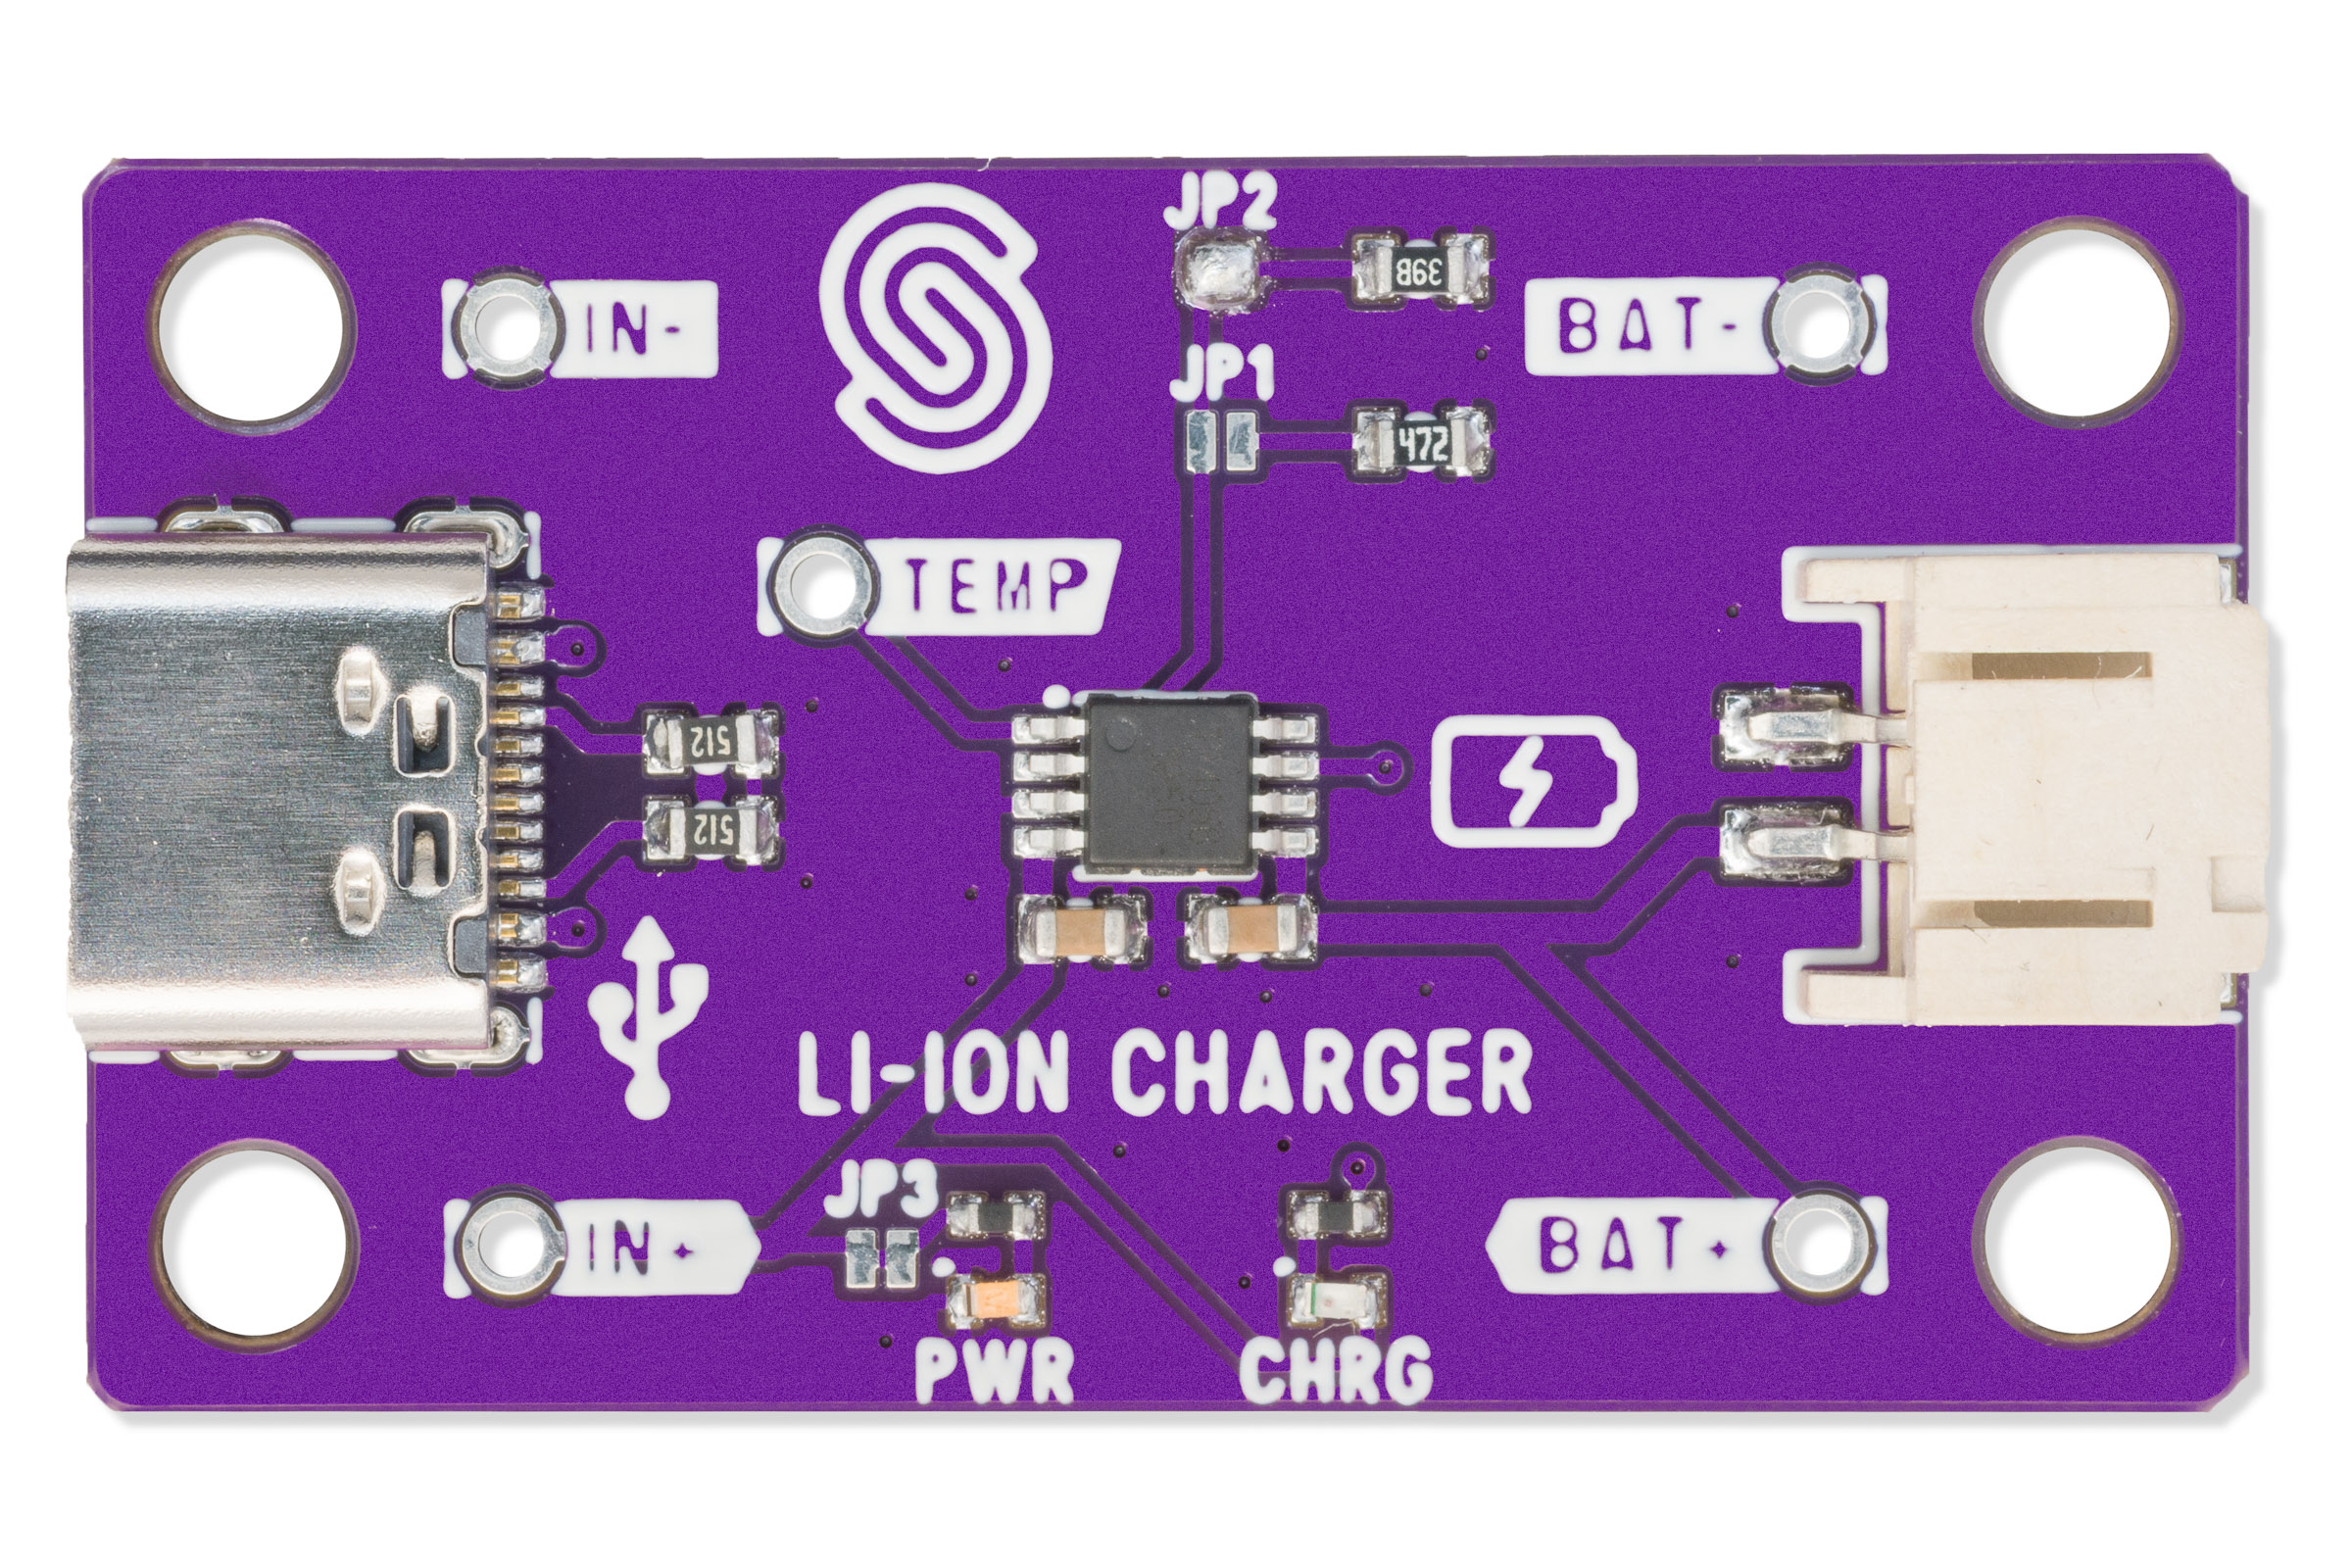 JP2
39B
IN-
BAT-
JP1
472
TEMP
512
512
LI-ION CHARGER
JP3
IN+
BAT+
PWR
CHRG